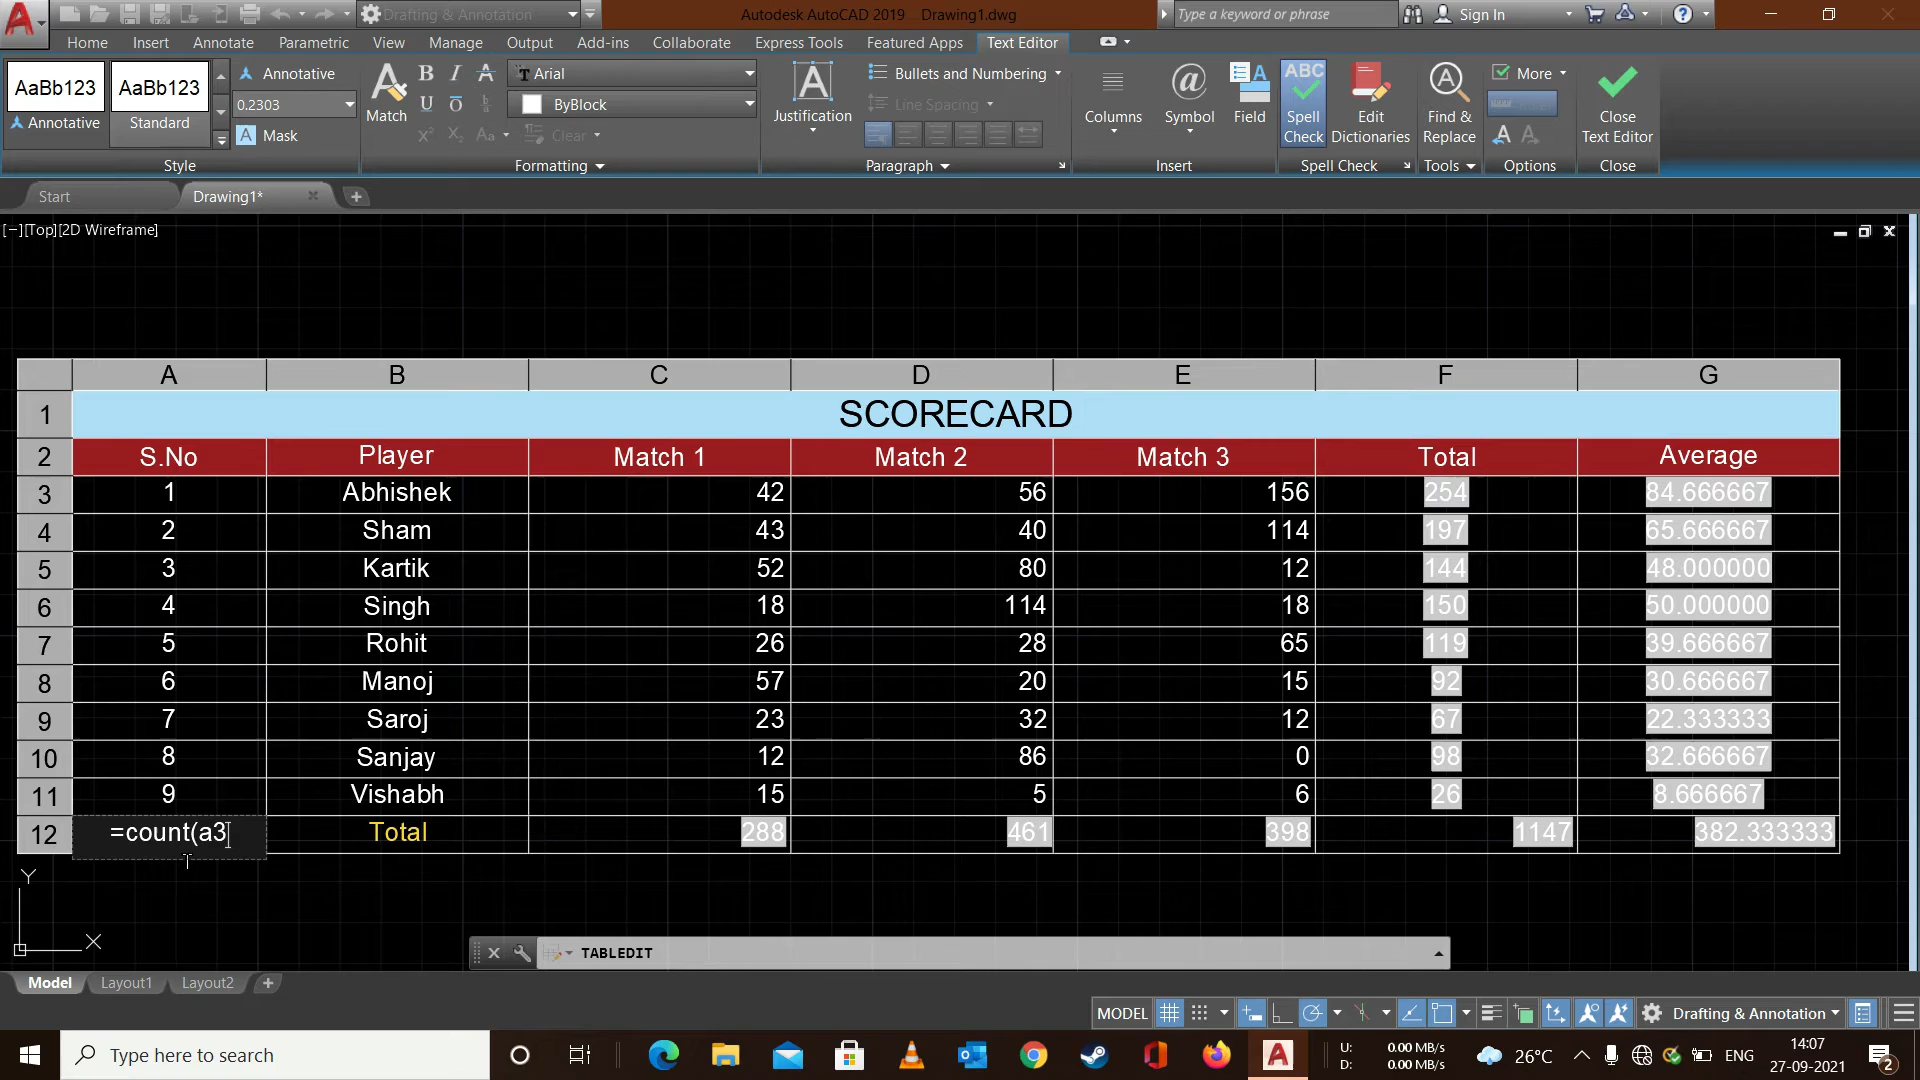 Drafting & Annotation
Autodesk AutoCAD 2019 Drawing1.dwg
Type a keyword or phrase
Sign In
Home Insert Annotate Parametric View Manage Output Add-ins Collaborate Express Tools Featured Apps Text Editor
AaBb123
Annotative
AaBb123
Standard
Annotative
0.2303
Mask
Style
Match
Arial
ByBlock
Clear
Formatting
Justification
Bullets and Numbering
Line Spacing
Paragraph
Columns
Symbol
Field
Insert
ABC
Spell
Check
Edit
Dictionaries
Spell Check
Find &
Replace
Tools
More
Options
Close
Text Editor
Close
Start Drawing1*
[−][Top][2D Wireframe]
A B C D E F G
1 SCORECARD
2 S.No Player Match 1 Match 2 Match 3 Total Average
3 1 Abhishek 42 56 156 254 84.666667
4 2 Sham 43 40 114 197 65.666667
5 3 Kartik 52 80 12 144 48.000000
6 4 Singh 18 114 18 150 50.000000
7 5 Rohit 26 28 65 119 39.666667
8 6 Manoj 57 20 15 92 30.666667
9 7 Saroj 23 32 12 67 22.333333
10 8 Sanjay 12 86 0 98 32.666667
11 9 Vishabh 15 5 6 26 8.666667
12 =count(a3 Total 288 461 398 1147 382.333333
Y
X
TABLEDIT
Model Layout1 Layout2
MODEL
Drafting & Annotation
Type here to search
U: 0.00 MB/s
D: 0.00 MB/s
26°C
ENG
14:07
27-09-2021
2